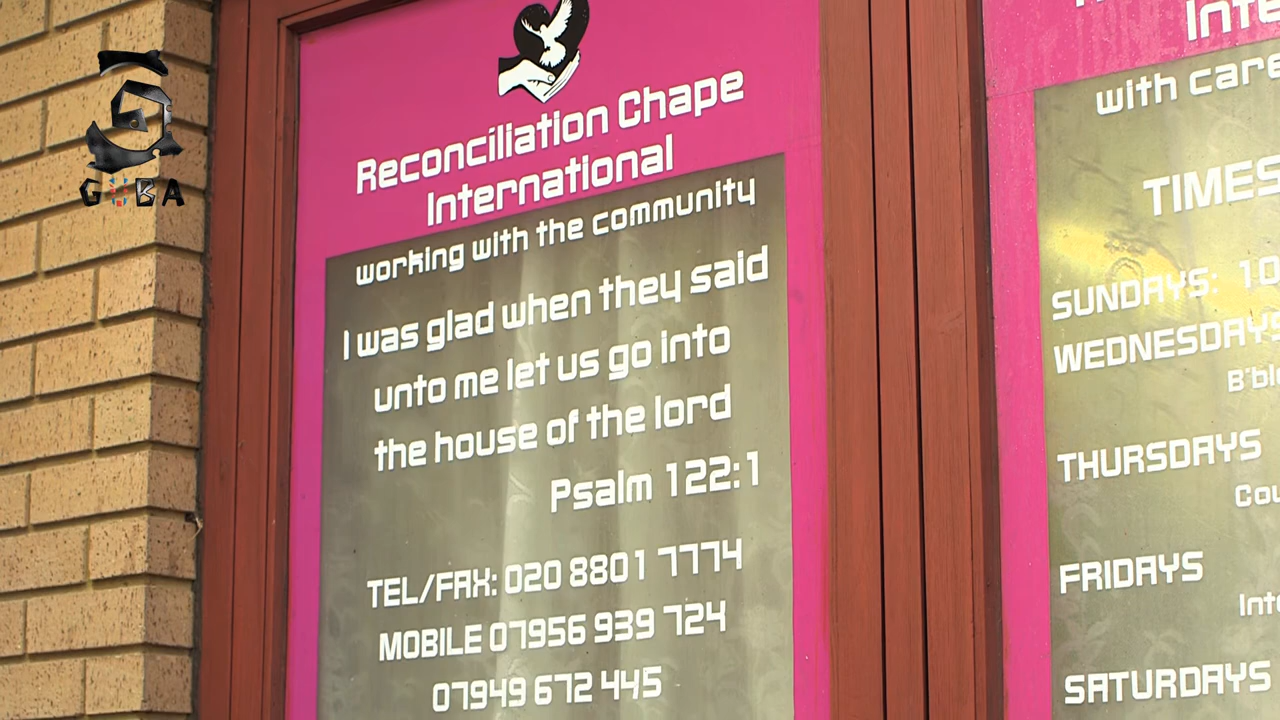 GUBA
Reconciliation Chape
International
working with the community
I was glad when they said
unto me let us go into
the house of the lord
Psalm 122:1
TEL/FAX: 020 8801 7774
MOBILE 07956 939 724
07949 672 445
with care
TIMES
SUNDAYS: 10
WEDNESDAYS
THURSDAYS
FRIDAYS
SATURDAYS